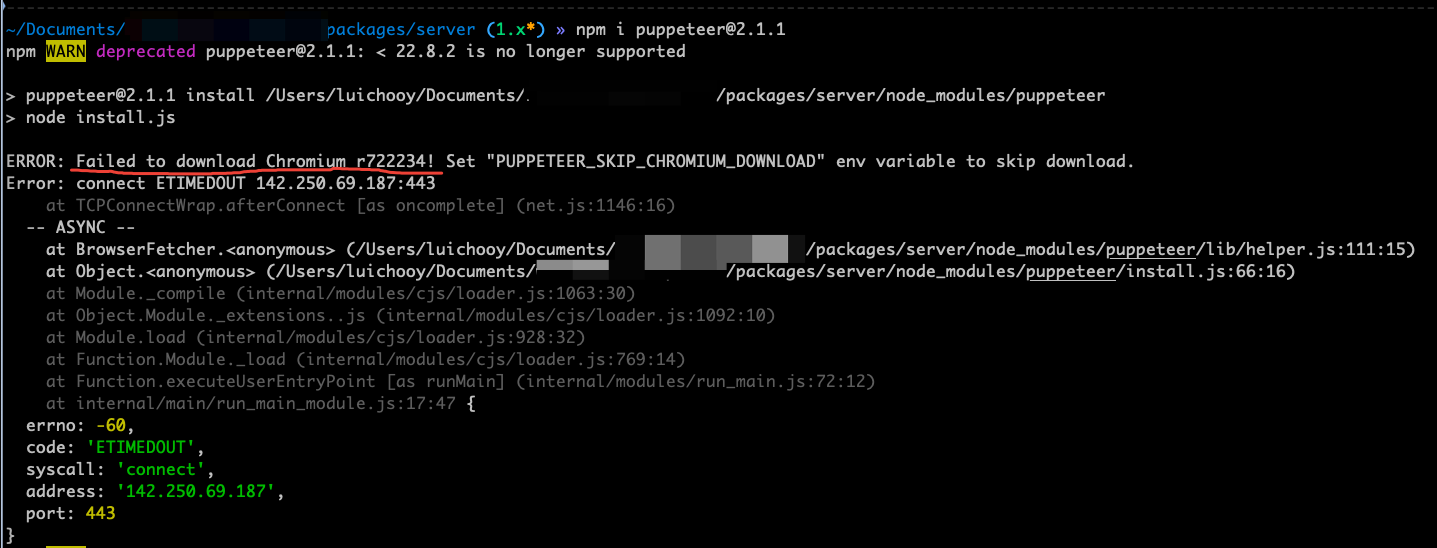 ~/Documents/ packages/server (1.x*) » npm i puppeteer@2.1.1
npm WARN deprecated puppeteer@2.1.1: < 22.8.2 is no longer supported
> puppeteer@2.1.1 install /Users/luichooy/Documents/. /packages/server/node_modules/puppeteer
> node install.js
ERROR: Failed to download Chromium r722234! Set "PUPPETEER_SKIP_CHROMIUM_DOWNLOAD" env variable to skip download.
Error: connect ETIMEDOUT 142.250.69.187:443
    at TCPConnectWrap.afterConnect [as oncomplete] (net.js:1146:16)
  -- ASYNC --
    at BrowserFetcher.<anonymous> (/Users/luichooy/Documents/ /packages/server/node_modules/puppeteer/lib/helper.js:111:15)
    at Object.<anonymous> (/Users/luichooy/Documents/ /packages/server/node_modules/puppeteer/install.js:66:16)
    at Module._compile (internal/modules/cjs/loader.js:1063:30)
    at Object.Module._extensions..js (internal/modules/cjs/loader.js:1092:10)
    at Module.load (internal/modules/cjs/loader.js:928:32)
    at Function.Module._load (internal/modules/cjs/loader.js:769:14)
    at Function.executeUserEntryPoint [as runMain] (internal/modules/run_main.js:72:12)
    at internal/main/run_main_module.js:17:47 {
  errno: -60,
  code: 'ETIMEDOUT',
  syscall: 'connect',
  address: '142.250.69.187',
  port: 443
}